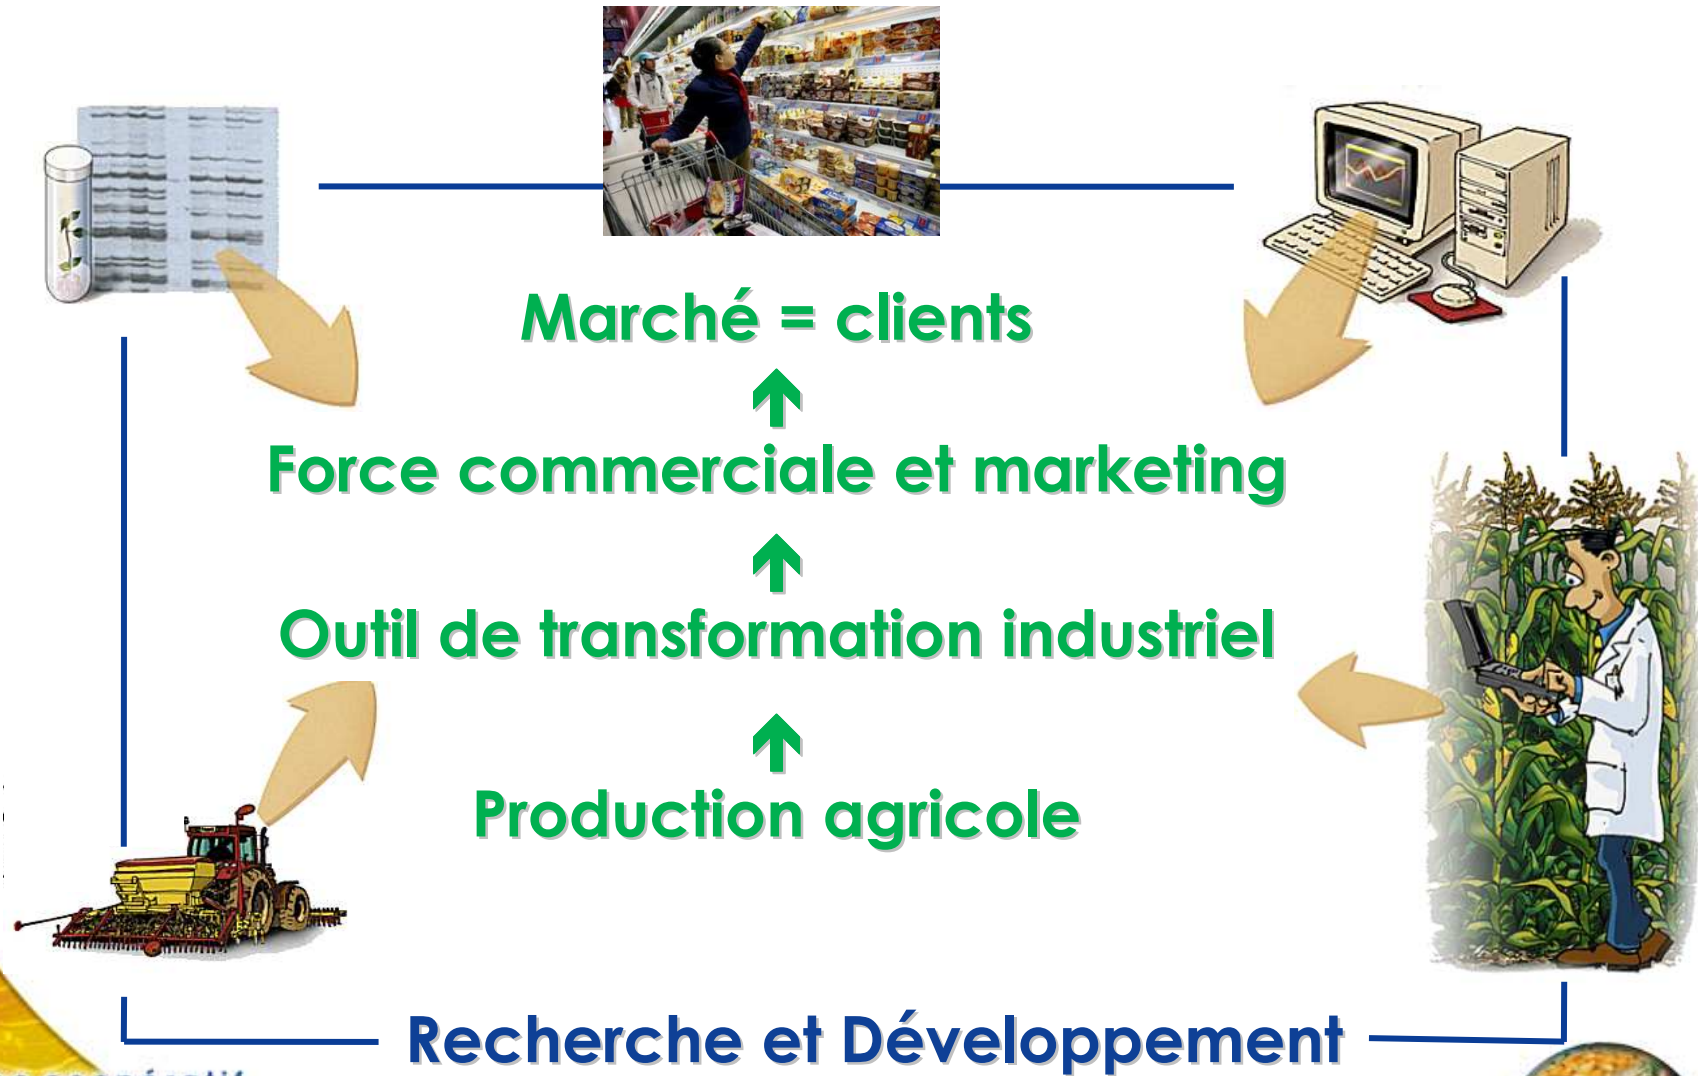 Marché = clients
Force commerciale et marketing
Outil de transformation industriel
Production agricole
Recherche et Développement